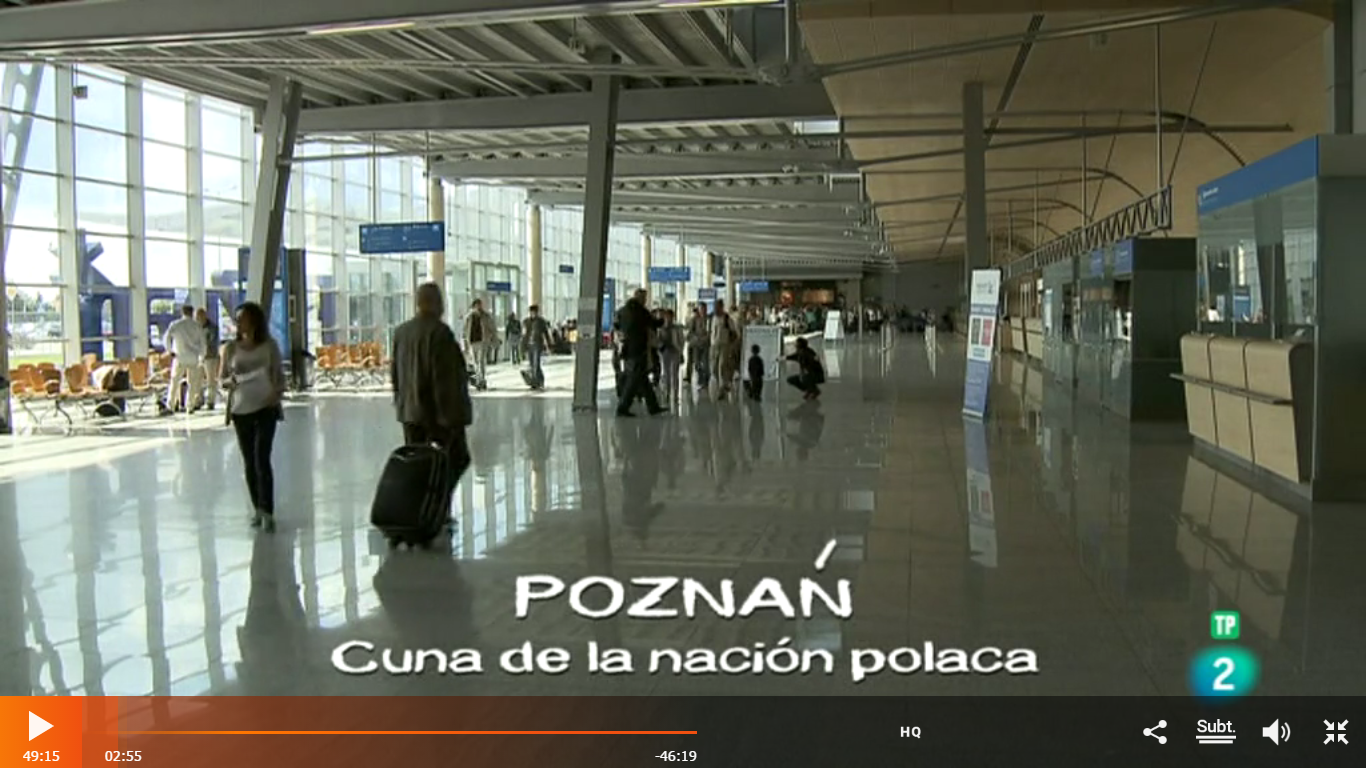 POZNAŃ
Cuna de la nación polaca
TP
2
49:15
02:55
-46:19
HQ
Subt.